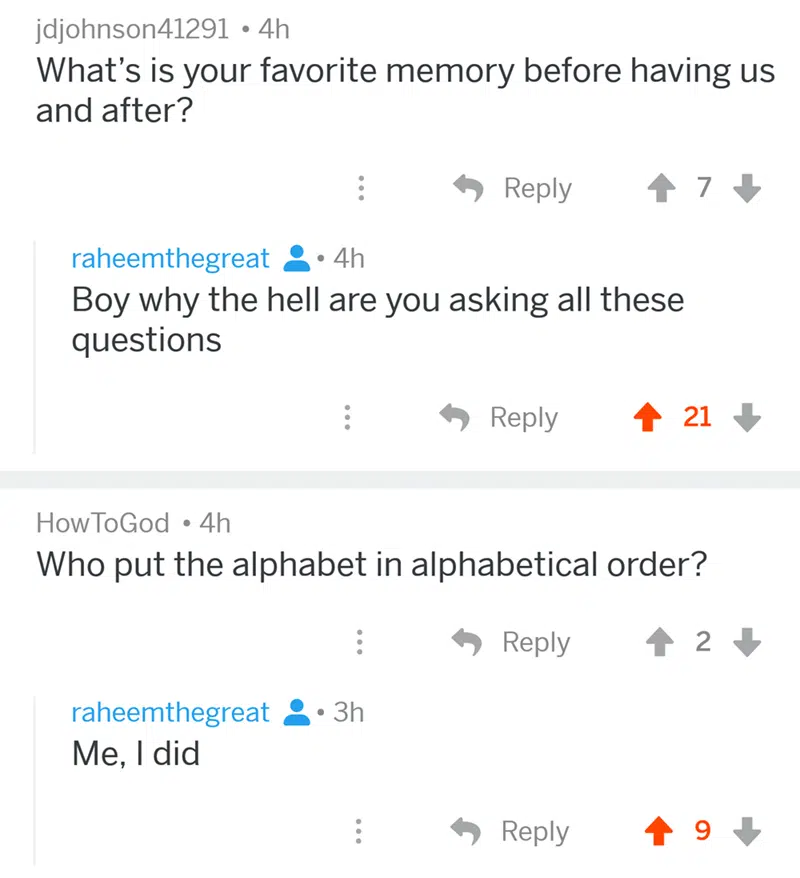 jdjohnson41291 • 4h
What's is your favorite memory before having us
and after?
Reply 7
raheemthegreat • 4h
Boy why the hell are you asking all these
questions
Reply 21
HowToGod • 4h
Who put the alphabet in alphabetical order?
Reply 2
raheemthegreat • 3h
Me, I did
Reply 9